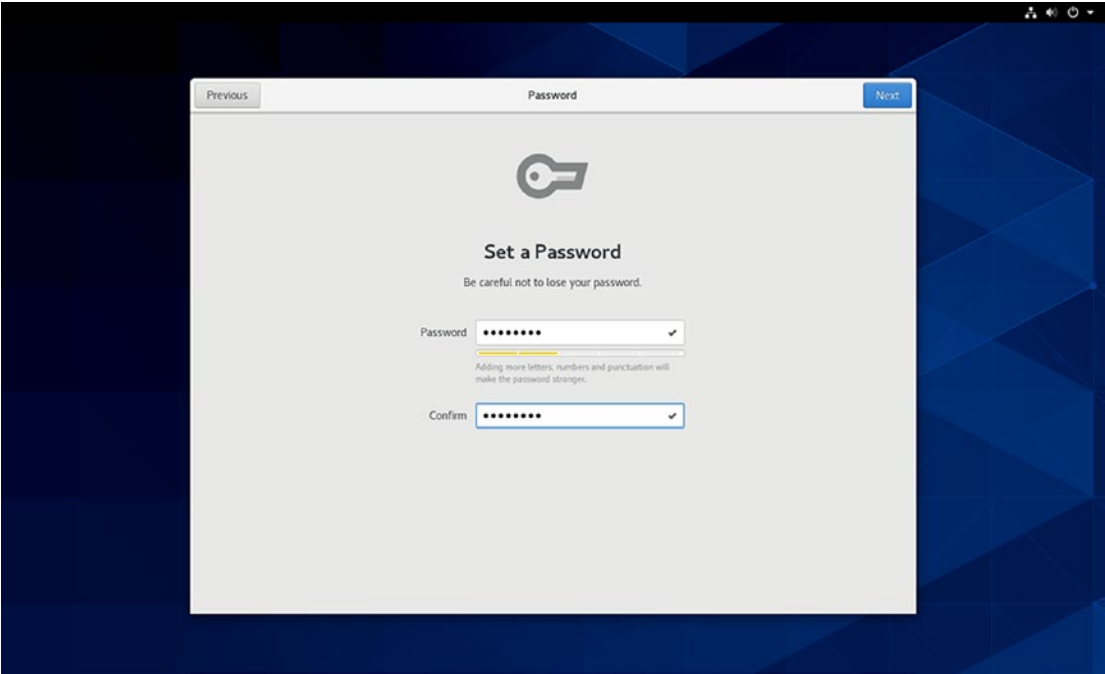 Previous
Password
Next
Set a Password
Be careful not to lose your password.
Password ••••••••
Adding more letters, numbers and punctuation will
make the password stronger.
Confirm ••••••••